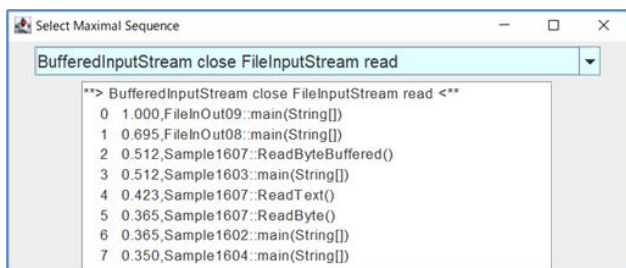 Select Maximal Sequence
BufferedInputStream close FileInputStream read
**> BufferedInputStream close FileInputStream read <**
0 1.000,FileInOut09::main(String[])
1 0.695,FileInOut08::main(String[])
2 0.512,Sample1607::ReadByteBuffered()
3 0.512,Sample1603::main(String[])
4 0.423,Sample1607::ReadText()
5 0.365,Sample1607::ReadByte()
6 0.365,Sample1602::main(String[])
7 0.350,Sample1604::main(String[])